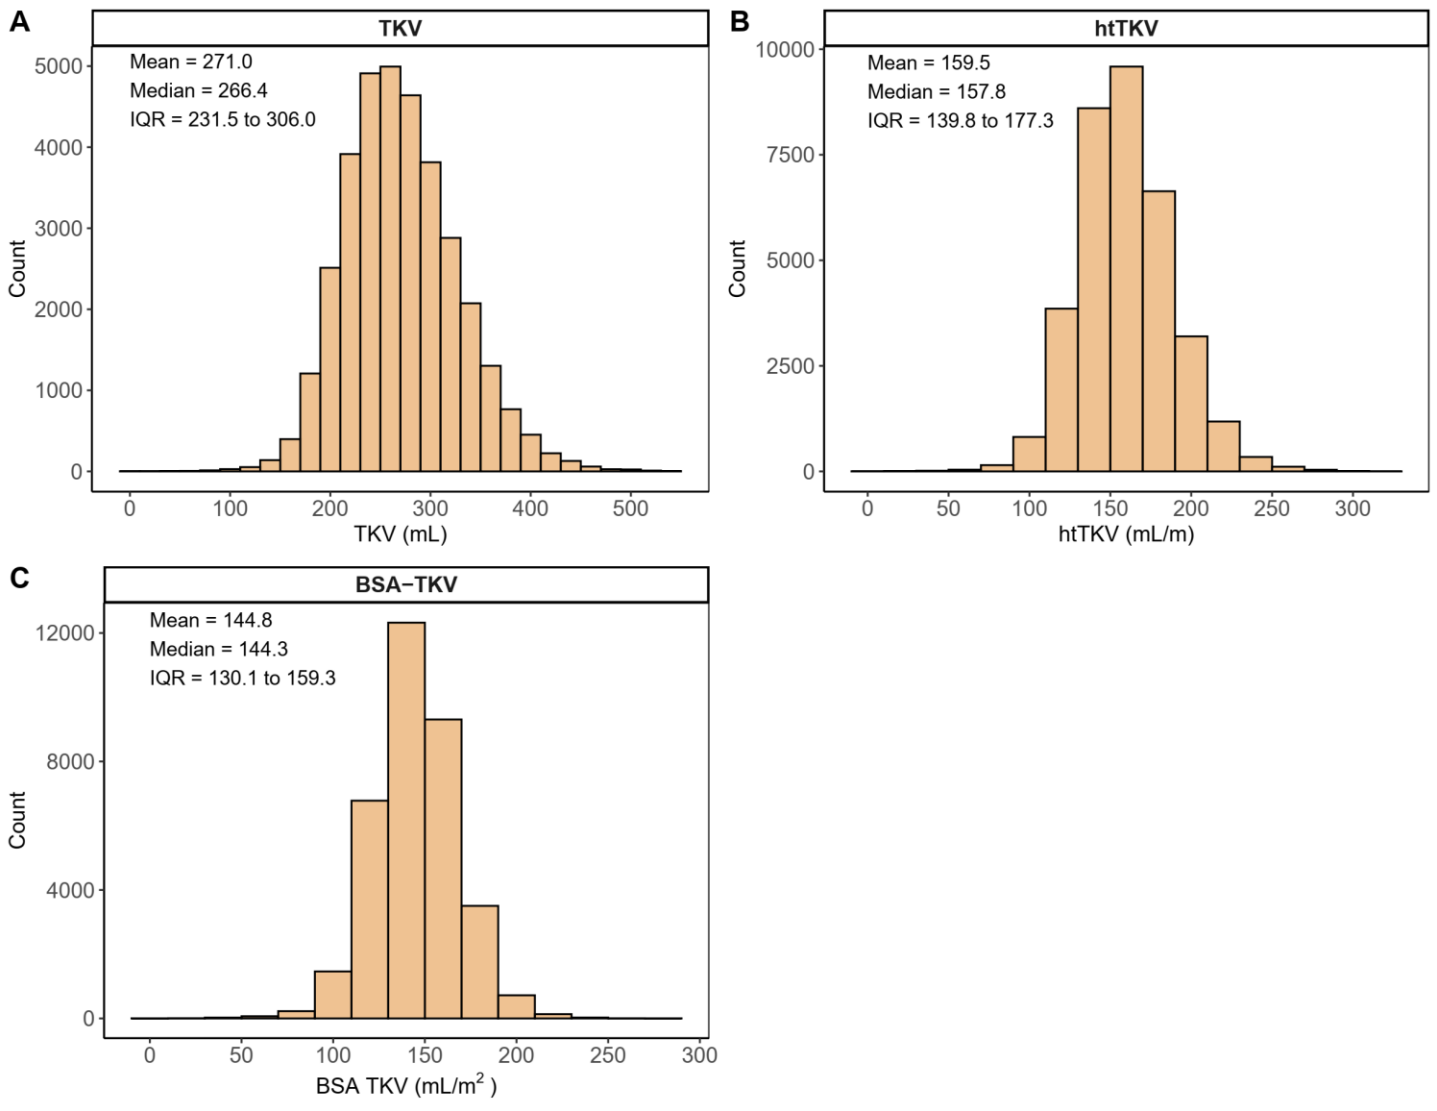 A
TKV
Mean = 271.0
Median = 266.4
IQR = 231.5 to 306.0
5000
4000
3000
2000
1000
0
Count
0 100 200 300 400 500
TKV (mL)
B
htTKV
Mean = 159.5
Median = 157.8
IQR = 139.8 to 177.3
10000
7500
5000
2500
0
Count
0 50 100 150 200 250 300
htTKV (mL/m)
C
BSA−TKV
Mean = 144.8
Median = 144.3
IQR = 130.1 to 159.3
12000
8000
4000
0
Count
0 50 100 150 200 250 300
BSA TKV (mL/m² )